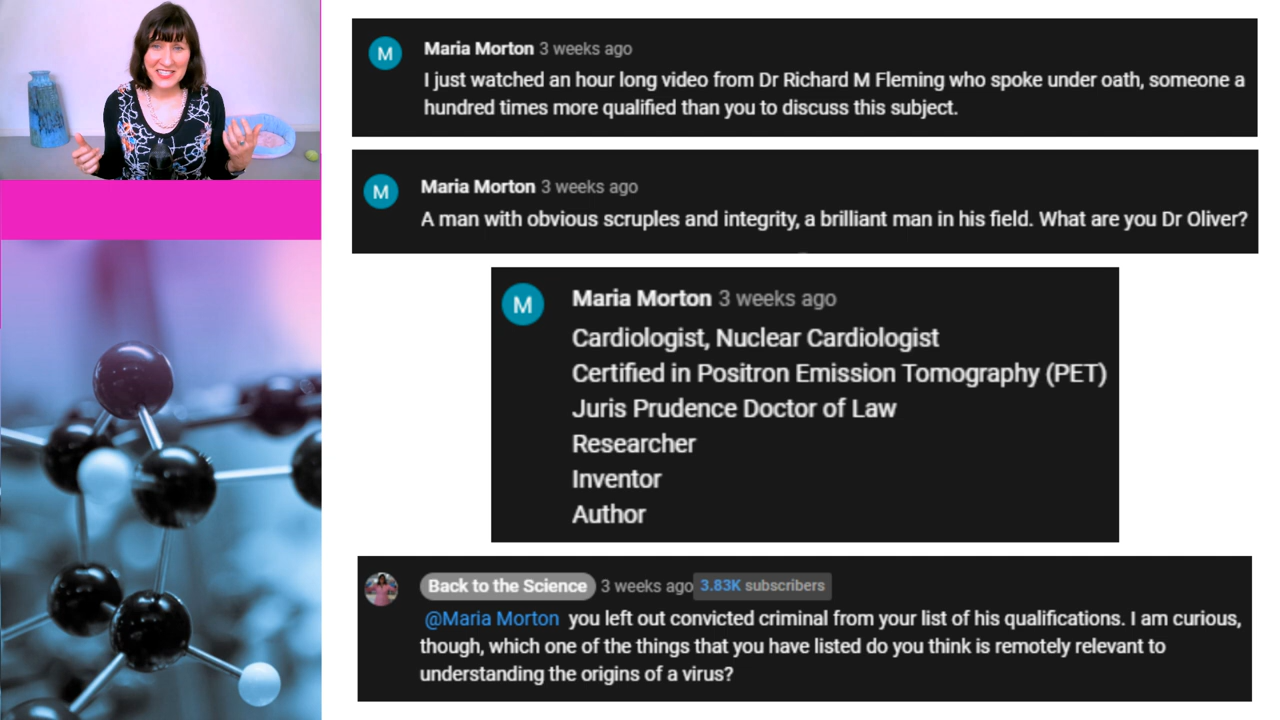 M
Maria Morton 3 weeks ago
I just watched an hour long video from Dr Richard M Fleming who spoke under oath, someone a
hundred times more qualified than you to discuss this subject.
M
Maria Morton 3 weeks ago
A man with obvious scruples and integrity, a brilliant man in his field. What are you Dr Oliver?
M
Maria Morton 3 weeks ago
Cardiologist, Nuclear Cardiologist
Certified in Positron Emission Tomography (PET)
Juris Prudence Doctor of Law
Researcher
Inventor
Author
Back to the Science 3 weeks ago 3.83K subscribers
@Maria Morton you left out convicted criminal from your list of his qualifications. I am curious,
though, which one of the things that you have listed do you think is remotely relevant to
understanding the origins of a virus?